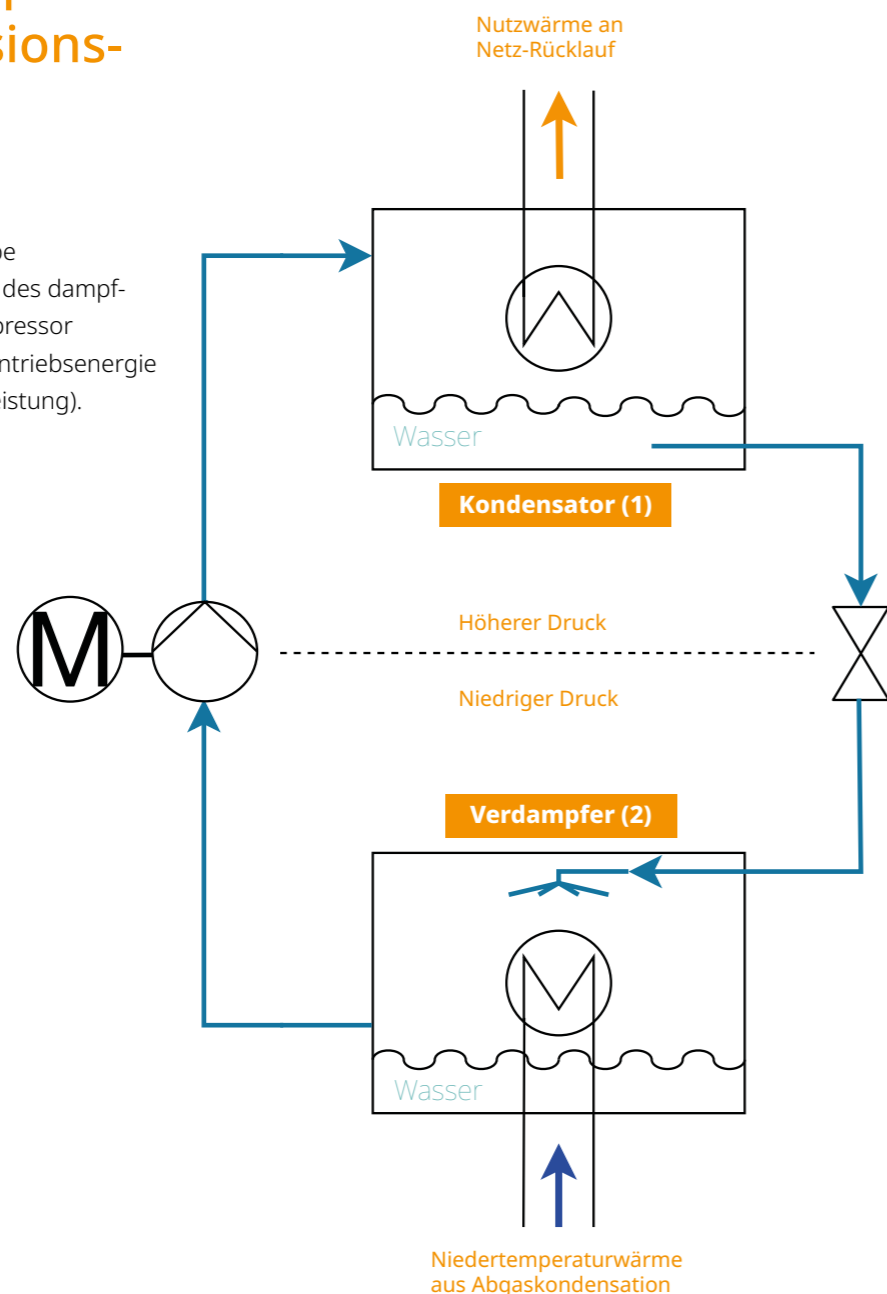 sions-
Nutzwärme an
Netz-Rücklauf
des dampf-
pressor
ntriebsenergie
eistung).
Wasser
Kondensator (1)
M
Höherer Druck
Niedriger Druck
Verdampfer (2)
Wasser
Niedertemperaturwärme
aus Abgaskondensation